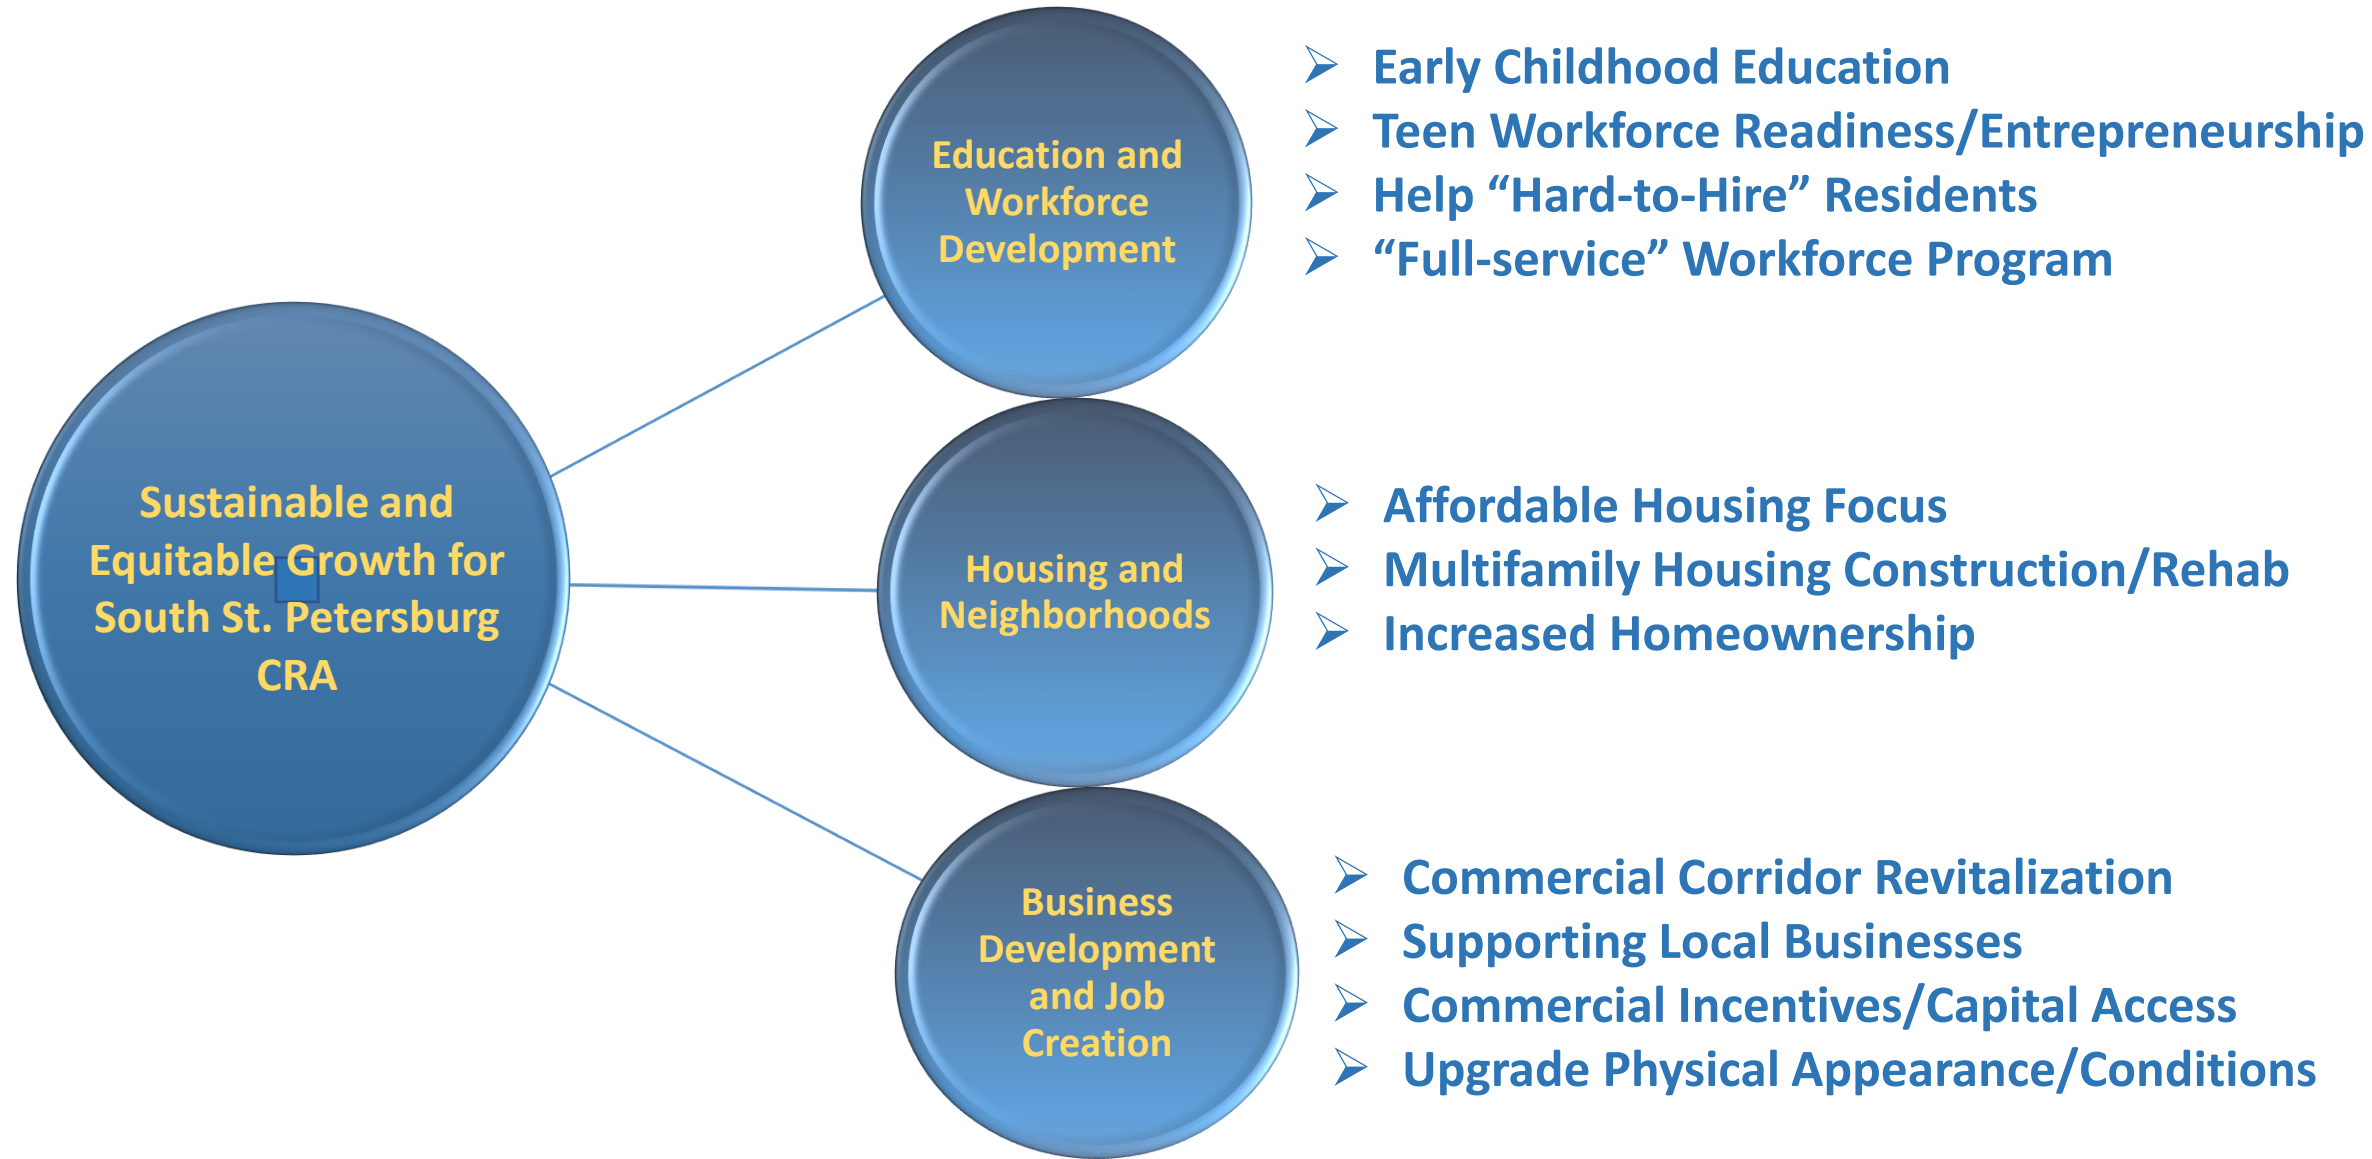 Sustainable and
Equitable Growth for
South St. Petersburg
CRA
Education and
Workforce
Development
Early Childhood Education
Teen Workforce Readiness/Entrepreneurship
Help “Hard-to-Hire” Residents
“Full-service” Workforce Program
Housing and
Neighborhoods
Affordable Housing Focus
Multifamily Housing Construction/Rehab
Increased Homeownership
Business
Development
and Job
Creation
Commercial Corridor Revitalization
Supporting Local Businesses
Commercial Incentives/Capital Access
Upgrade Physical Appearance/Conditions